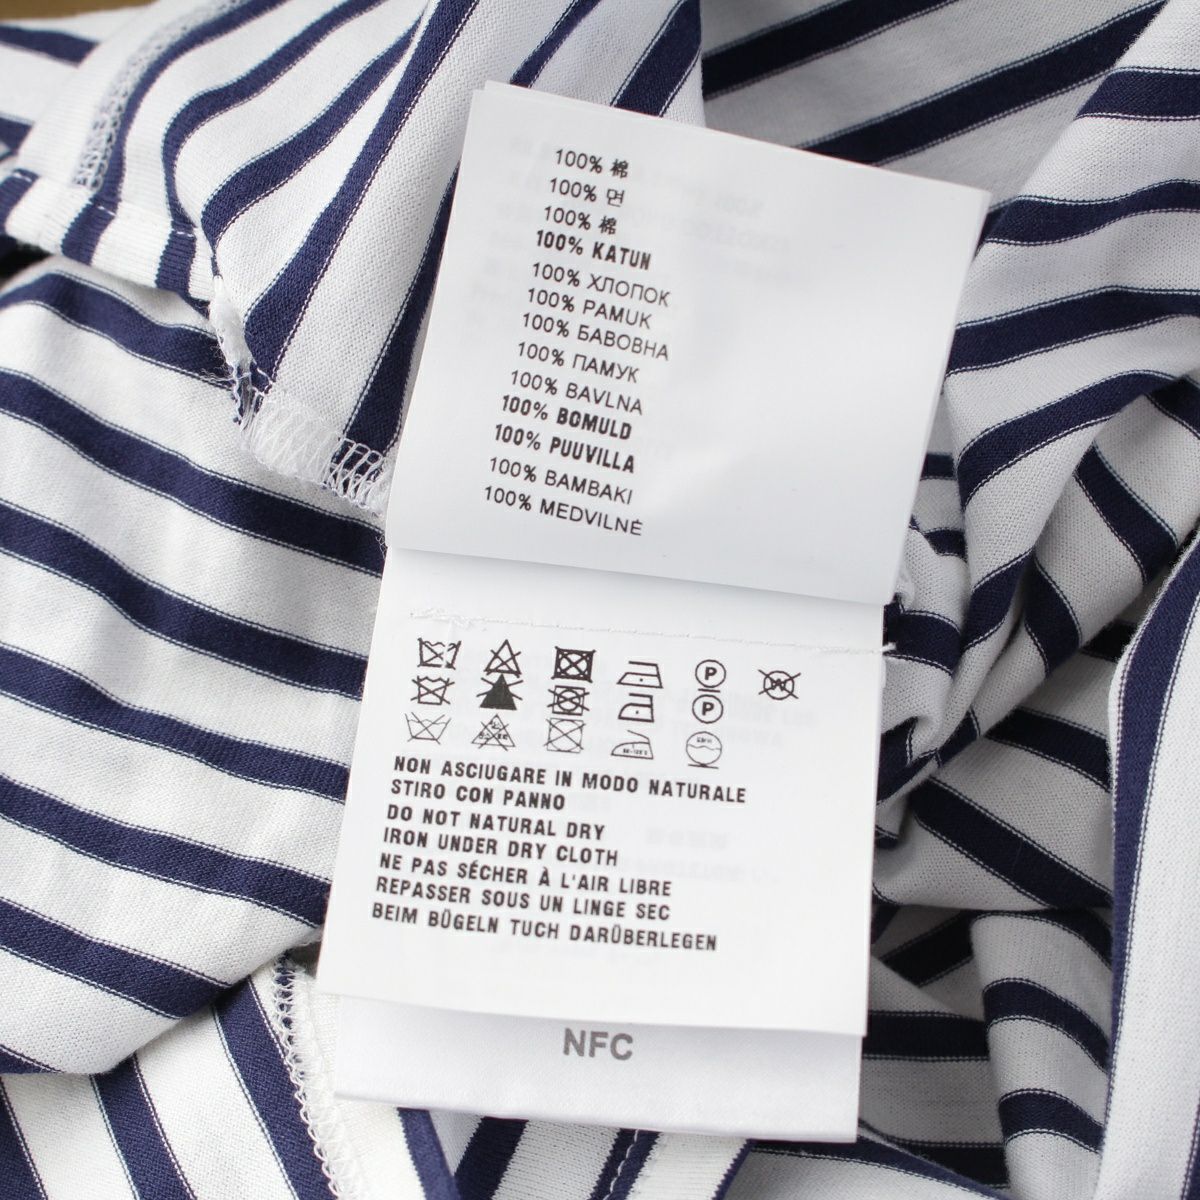 100% 棉
100% 면
100% 棉
100% KATUN
100% ХЛОПОК
100% PAMUK
100% БАВОВНА
100% ПАМУК
100% BAVLNA
100% BOMULD
100% PUUVILLA
100% BAMBAKI
100% MEDVILNĖ
P
W
P
NON ASCIUGARE IN MODO NATURALE
STIRO CON PANNO
DO NOT NATURAL DRY
IRON UNDER DRY CLOTH
NE PAS SÉCHER À L'AIR LIBRE
REPASSER SOUS UN LINGE SEC
BEIM BÜGELN TUCH DARÜBERLEGEN
NFC